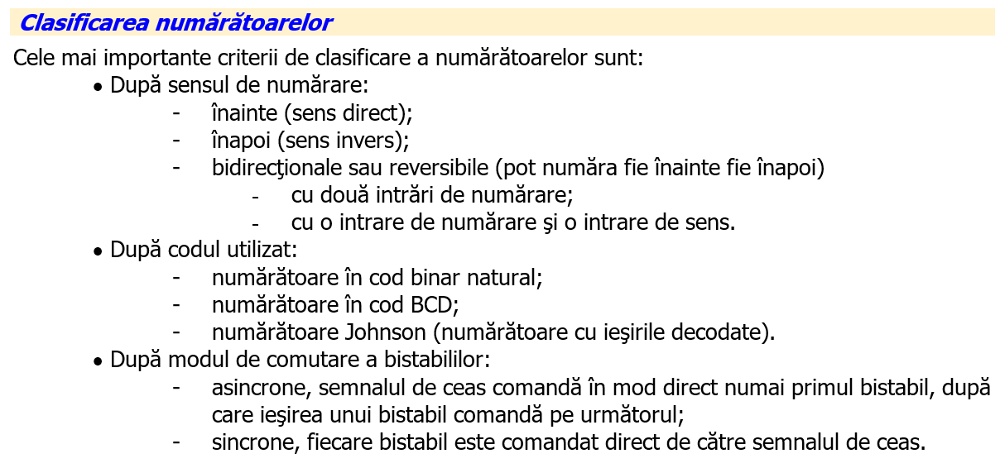 Clasificarea numărătoarelor
Cele mai importante criterii de clasificare a numărătoarelor sunt:
• După sensul de numărare:
- înainte (sens direct);
- înapoi (sens invers);
- bidirecţionale sau reversibile (pot număra fie înainte fie înapoi)
- cu două intrări de numărare;
- cu o intrare de numărare şi o intrare de sens.
• După codul utilizat:
- numărătoare în cod binar natural;
- numărătoare în cod BCD;
- numărătoare Johnson (numărătoare cu ieşirile decodate).
• După modul de comutare a bistabililor:
- asincrone, semnalul de ceas comandă în mod direct numai primul bistabil, după
care ieşirea unui bistabil comandă pe următorul;
- sincrone, fiecare bistabil este comandat direct de către semnalul de ceas.